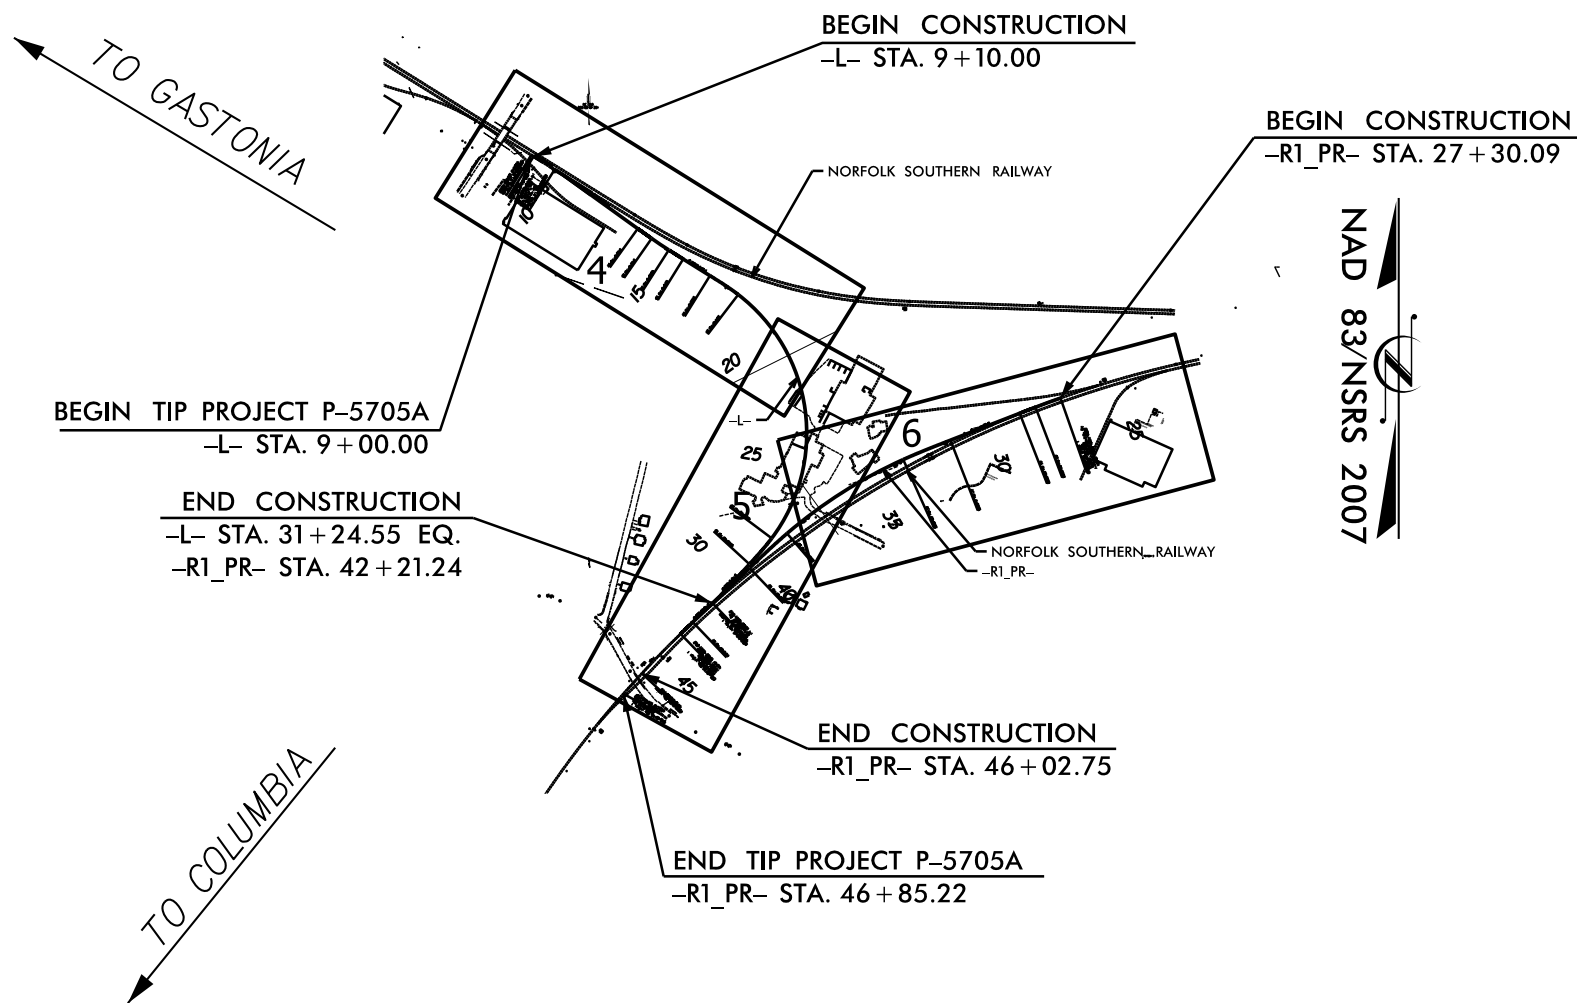 BEGIN CONSTRUCTION
-L- STA. 9+10.00
TO GASTONIA
BEGIN CONSTRUCTION
-R1_PR- STA. 27+30.09
NORFOLK SOUTHERN RAILWAY
NAD 83/NSRS 2007
10
4
15
20
BEGIN TIP PROJECT P-5705A
-L- STA. 9+00.00
-L-
6
25
25
30
5
35
END CONSTRUCTION
-L- STA. 31+24.55 EQ.
-R1_PR- STA. 42+21.24
30
NORFOLK SOUTHERN RAILWAY
-R1_PR-
40
45
END CONSTRUCTION
-R1_PR- STA. 46+02.75
TO COLUMBIA
END TIP PROJECT P-5705A
-R1_PR- STA. 46+85.22